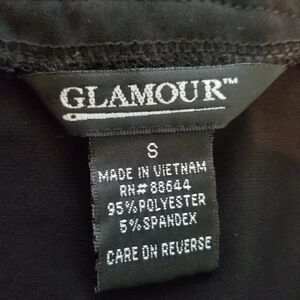 GLAMOUR™
S
MADE IN VIETNAM
RN# 88644
95% POLYESTER
5% SPANDEX
CARE ON REVERSE